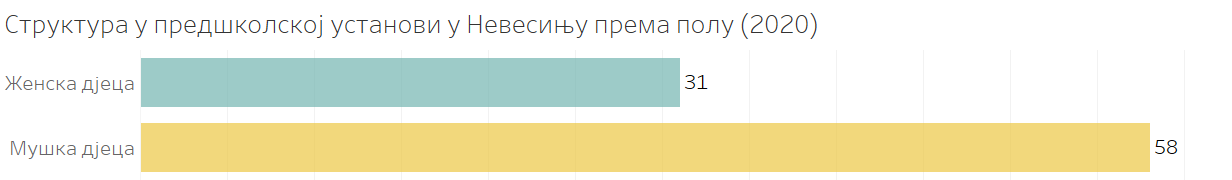 Структура у предшколској установи у Невесињу према полу (2020)
Женска дјеца 31
Мушка дјеца 58